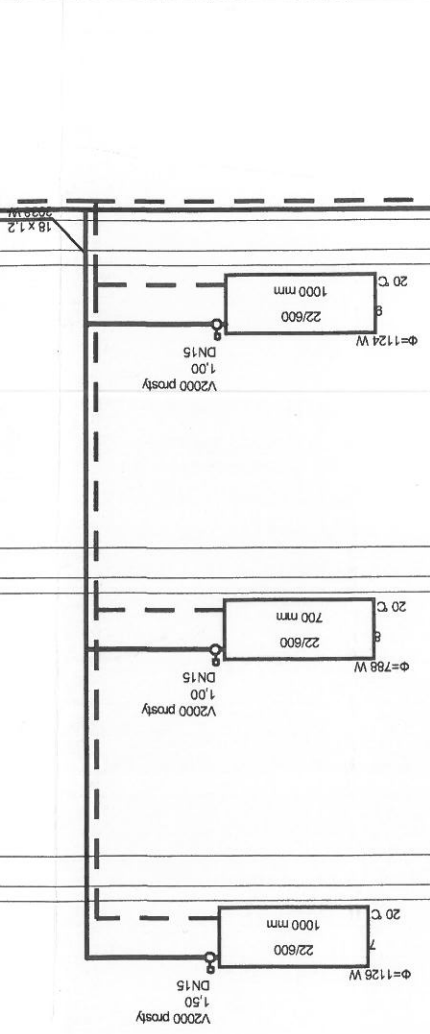 V2000 prosty
1,50
DN15
Φ=1126 W
7
22/600
1000 mm
20 ℃
V2000 prosty
1,00
DN15
Φ=788 W
8
22/600
700 mm
20 ℃
V2000 prosty
1,00
DN15
Φ=1124 W
9
22/600
1000 mm
20 ℃
18 x 1.2
3038 W